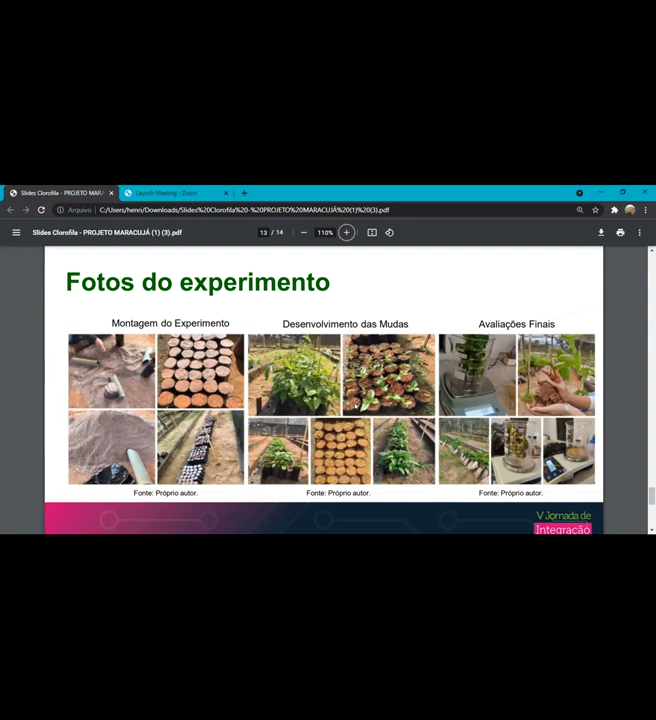 Slides Clorofila - PROJETO MARA
Launch Meeting - Zoom
Arquivo
C:/Users/henri/Downloads/Slides%20Clorofila%20-%20PROJETO%20MARACUJÁ%20(1)%20(3).pdf
Slides Clorofila - PROJETO MARACUJÁ (1) (3).pdf
13 / 14
110%
Fotos do experimento
Montagem do Experimento
Desenvolvimento das Mudas
Avaliações Finais
Fonte: Próprio autor.
Fonte: Próprio autor.
Fonte: Próprio autor.
V Jornada de
Integração